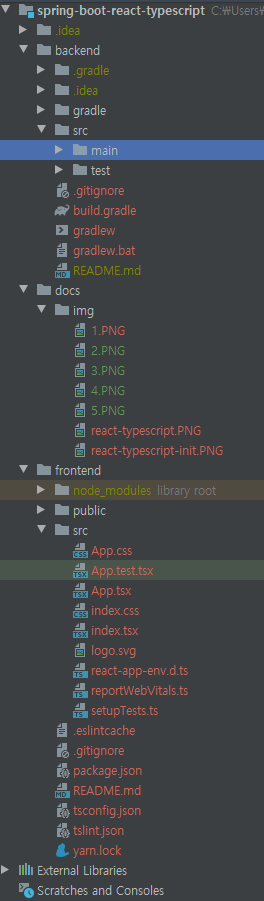 spring-boot-react-typescript C:₩Users₩
.idea
backend
.gradle
.idea
gradle
src
main
test
.gitignore
build.gradle
gradlew
gradlew.bat
README.md
docs
img
1.PNG
2.PNG
3.PNG
4.PNG
5.PNG
react-typescript.PNG
react-typescript-init.PNG
frontend
node_modules library root
public
src
App.css
App.test.tsx
App.tsx
index.css
index.tsx
logo.svg
react-app-env.d.ts
reportWebVitals.ts
setupTests.ts
.eslintcache
.gitignore
package.json
README.md
tsconfig.json
tslint.json
yarn.lock
External Libraries
Scratches and Consoles